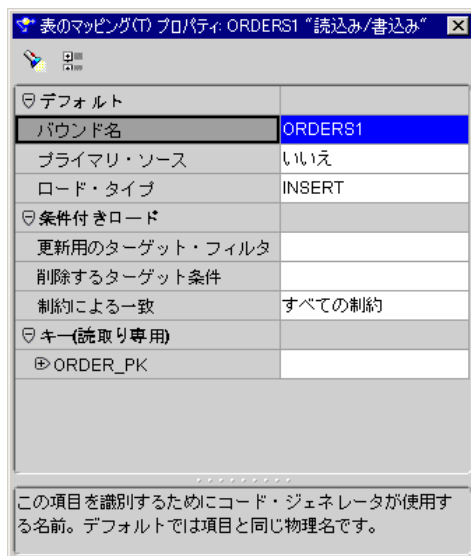 表のマッピング(T) プロパティ: ORDERS1 "読込み/書込み"
デフォルト
バウンド名 ORDERS1
プライマリ・ソース いいえ
ロード・タイプ INSERT
条件付きロード
更新用のターゲット・フィルタ
削除するターゲット条件
制約による一致 すべての制約
キー(読取り専用)
ORDER_PK
この項目を識別するためにコード・ジェネレータが使用す
る名前。デフォルトでは項目と同じ物理名です。